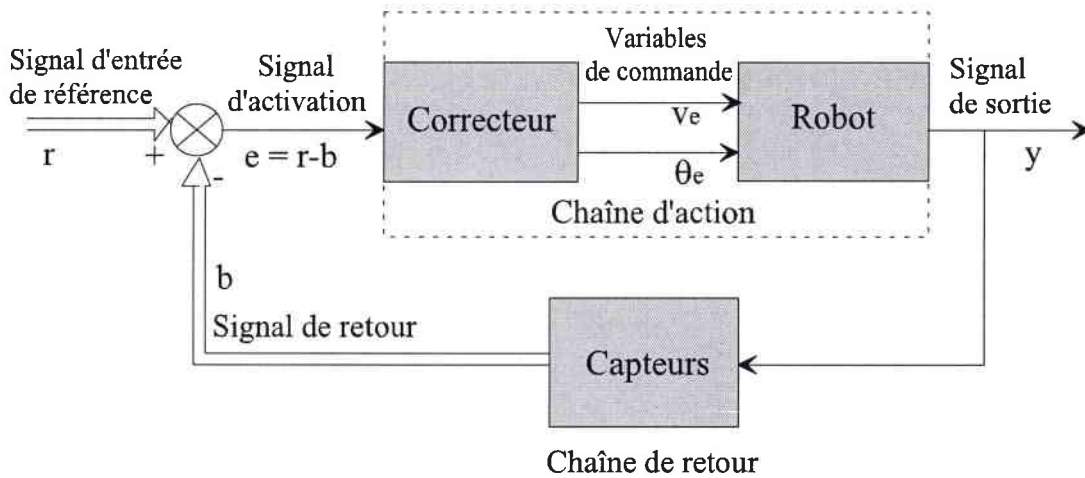 Signal d'entrée
de référence
r
+
-
Signal
d'activation
e = r-b
Correcteur
Variables
de commande
ve
θe
Robot
Chaîne d'action
Signal
de sortie
y
b
Signal de retour
Capteurs
Chaîne de retour